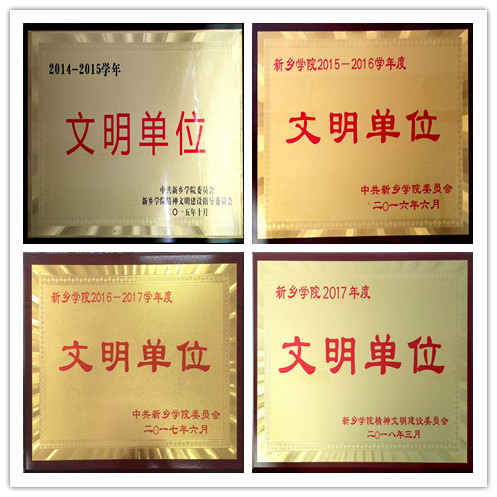 2014-2015学年
文明单位
中共新乡学院委员会
新乡学院精神文明建设指导委员会
二〇一五年十月
新乡学院2015-2016学年度
文明单位
中共新乡学院委员会
二〇一六年六月
新乡学院2016-2017学年度
文明单位
中共新乡学院委员会
二〇一七年六月
新乡学院2017年度
文明单位
新乡学院精神文明建设委员会
二〇一八年三月